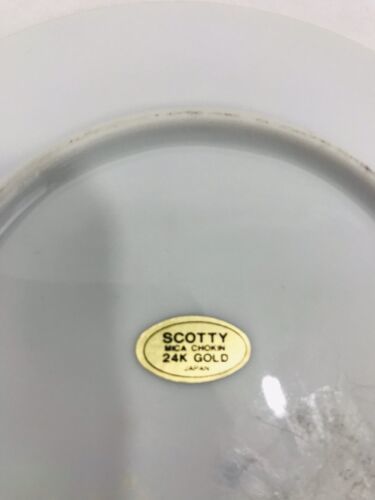 SCOTTY
MICA CHOKIN
24K GOLD
JAPAN